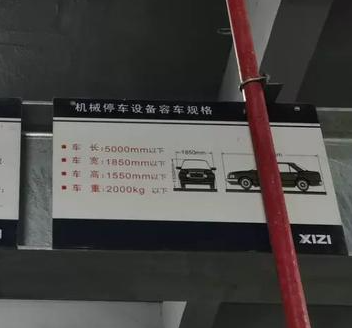 机械停车设备容车规格
车 长:5000mm以下
车 宽:1850mm以下
车 高:1550mm以下
车 重:2000kg 以下
1850mm
XIZI